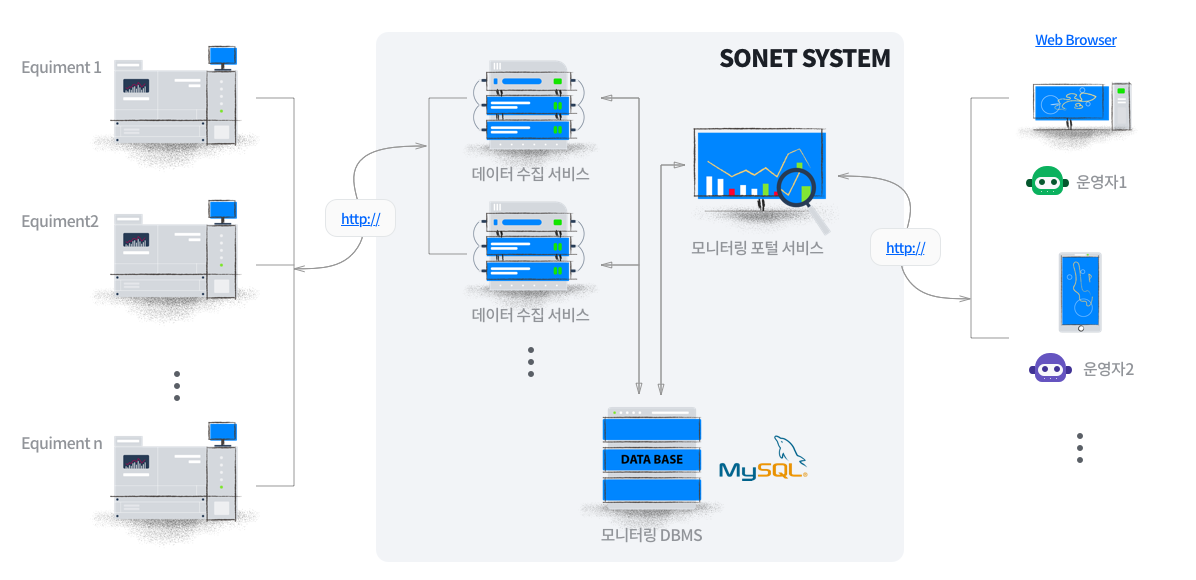 SONET SYSTEM
Web Browser
Equiment 1
데이터 수집 서비스
운영자1
Equiment2
http://
모니터링 포털 서비스
http://
데이터 수집 서비스
운영자2
Equiment n
DATA BASE
MySQL
모니터링 DBMS